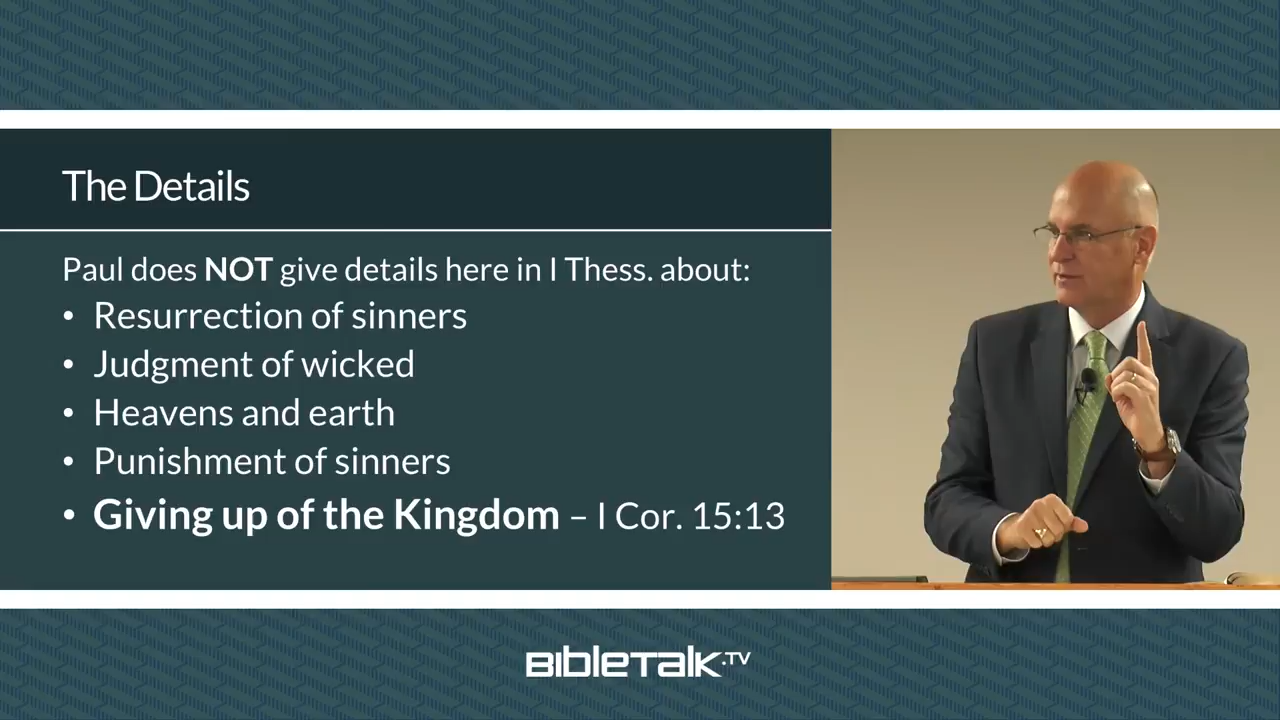 The Details
Paul does NOT give details here in I Thess. about:
• Resurrection of sinners
• Judgment of wicked
• Heavens and earth
• Punishment of sinners
• Giving up of the Kingdom – I Cor. 15:13
BIBLETALK.TV